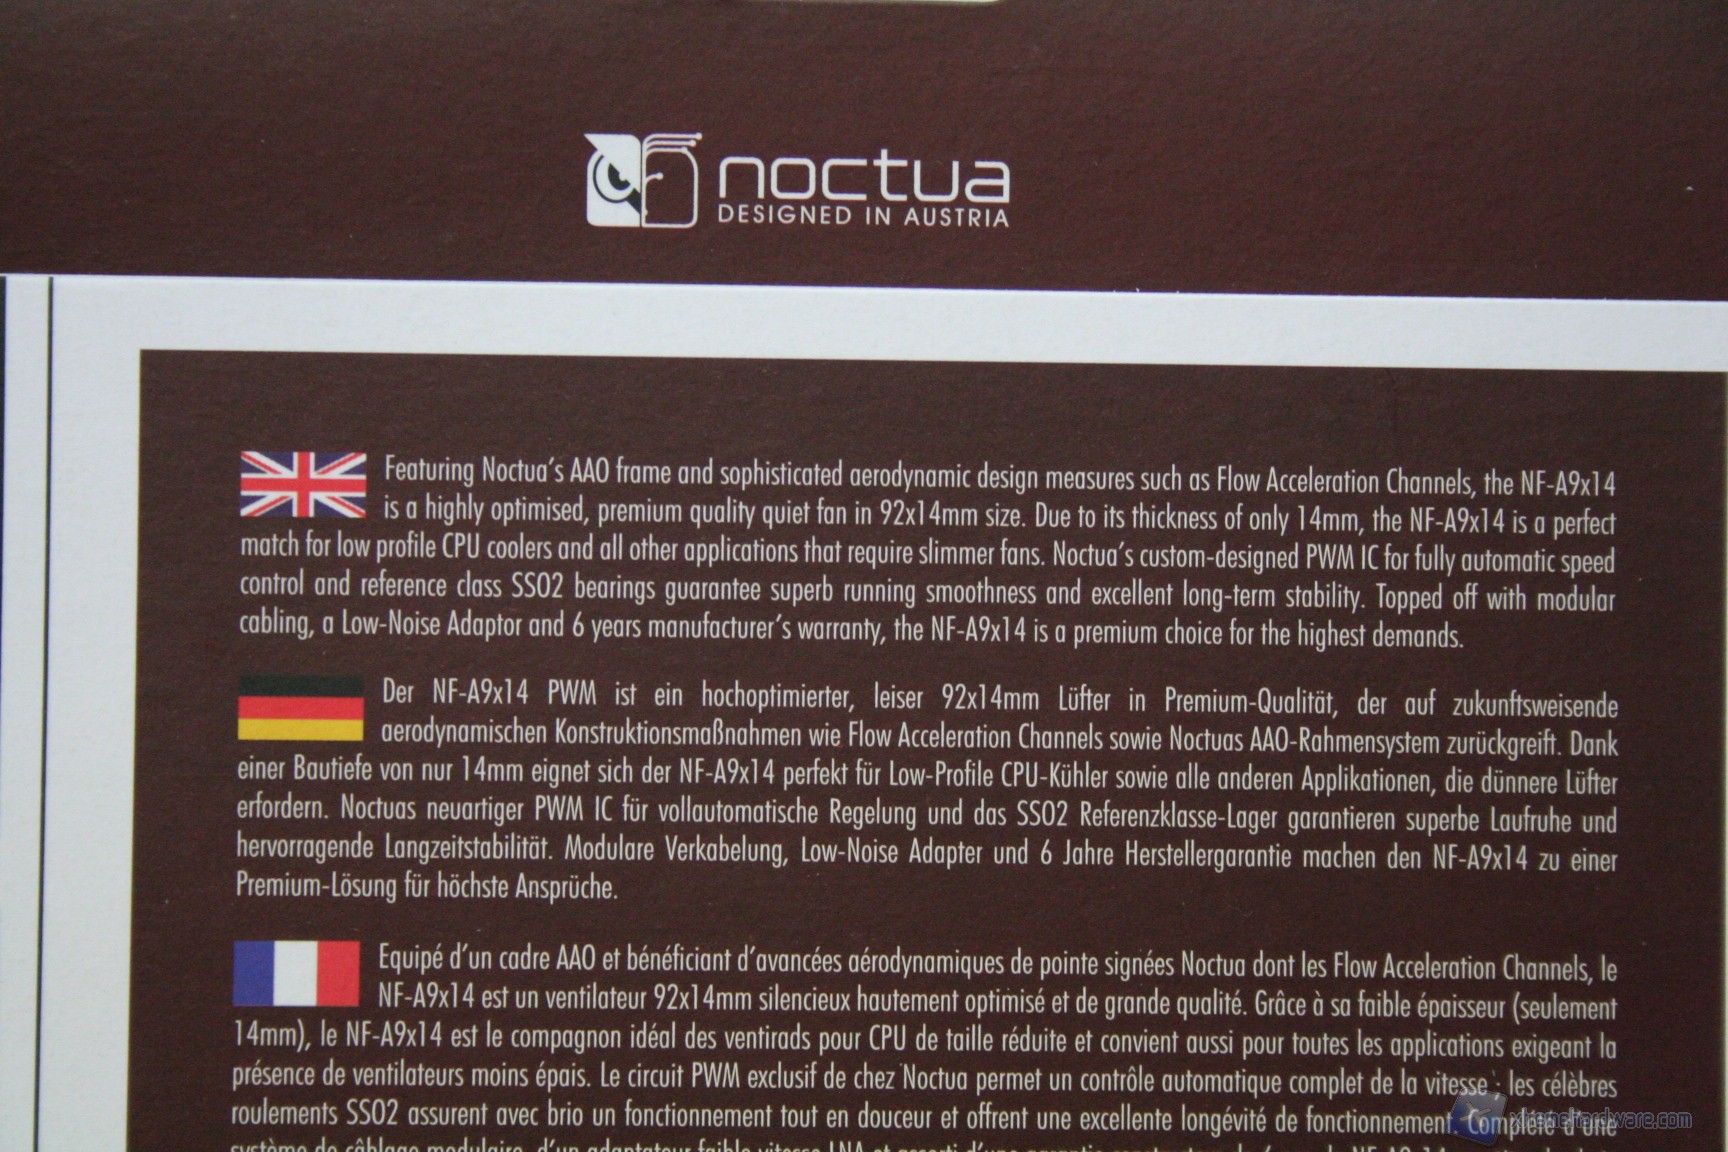 noctua
DESIGNED IN AUSTRIA
Featuring Noctua's AAO frame and sophisticated aerodynamic design measures such as Flow Acceleration Channels, the NF-A9x14
is a highly optimised, premium quality quiet fan in 92x14mm size. Due to its thickness of only 14mm, the NF-A9x14 is a perfect
match for low profile CPU coolers and all other applications that require slimmer fans. Noctua's custom-designed PWM IC for fully automatic speed
control and reference class SSO2 bearings guarantee superb running smoothness and excellent long-term stability. Topped off with modular
cabling, a Low-Noise Adaptor and 6 years manufacturer's warranty, the NF-A9x14 is a premium choice for the highest demands.
Der NF-A9x14 PWM ist ein hochoptimierter, leiser 92x14mm Lüfter in Premium-Qualität, der auf zukunftsweisende
aerodynamischen Konstruktionsmaßnahmen wie Flow Acceleration Channels sowie Noctuas AAO-Rahmensystem zurückgreift. Dank
einer Bautiefe von nur 14mm eignet sich der NF-A9x14 perfekt für Low-Profile CPU-Kühler sowie alle anderen Applikationen, die dünnere Lüfter
erfordern. Noctuas neuartiger PWM IC für vollautomatische Regelung und das SSO2 Referenzklasse-Lager garantieren superbe Laufruhe und
hervorragende Langzeitstabilität. Modulare Verkabelung, Low-Noise Adapter und 6 Jahre Herstellergarantie machen den NF-A9x14 zu einer
Premium-Lösung für höchste Ansprüche.
Equipé d'un cadre AAO et bénéficiant d'avancées aérodynamiques de pointe signées Noctua dont les Flow Acceleration Channels, le
NF-A9x14 est un ventilateur 92x14mm silencieux hautement optimisé et de grande qualité. Grâce à sa faible épaisseur (seulement
14mm), le NF-A9x14 est le compagnon idéal des ventirads pour CPU de taille réduite et convient aussi pour toutes les applications exigeant la
présence de ventilateurs moins épais. Le circuit PWM exclusif de chez Noctua permet un contrôle automatique complet de la vitesse ; les célèbres
roulements SSO2 assurent avec brio un fonctionnement tout en douceur et offrent une excellente longévité de fonctionnement. Complété d'une
système de câblage modulaire, d'un adaptateur faible vitesse LNA et
xtremehardware.com